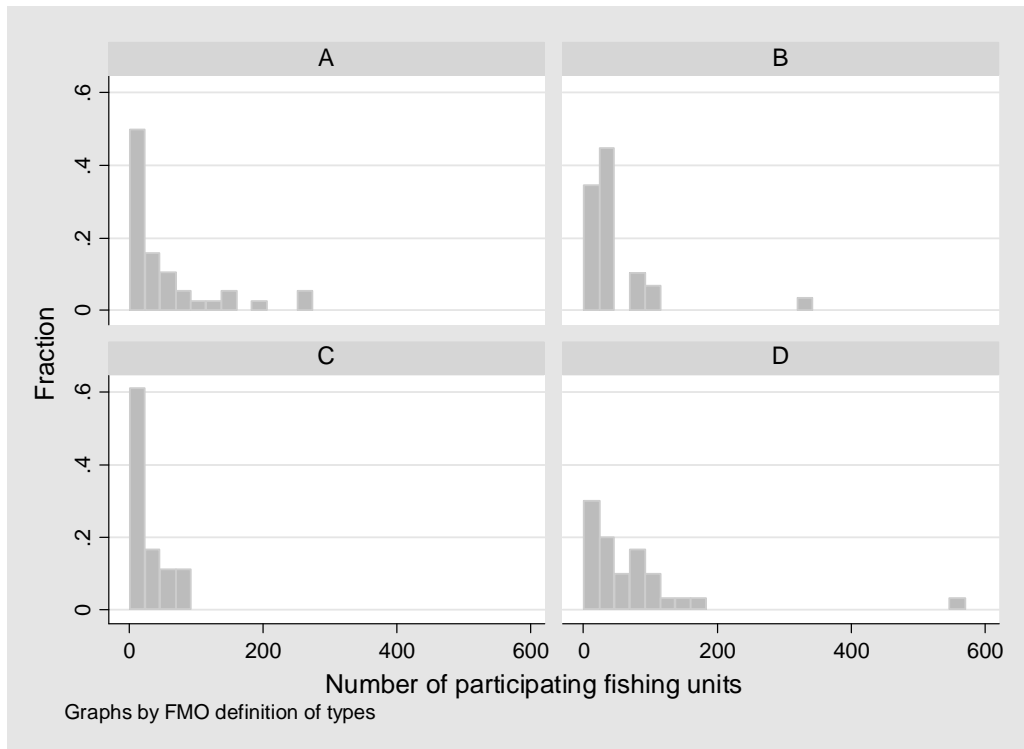 A
B
.6
.4
.2
0
C
D
.6
.4
.2
0
Fraction
0 200 400 600
0 200 400 600
Number of participating fishing units
Graphs by FMO definition of types